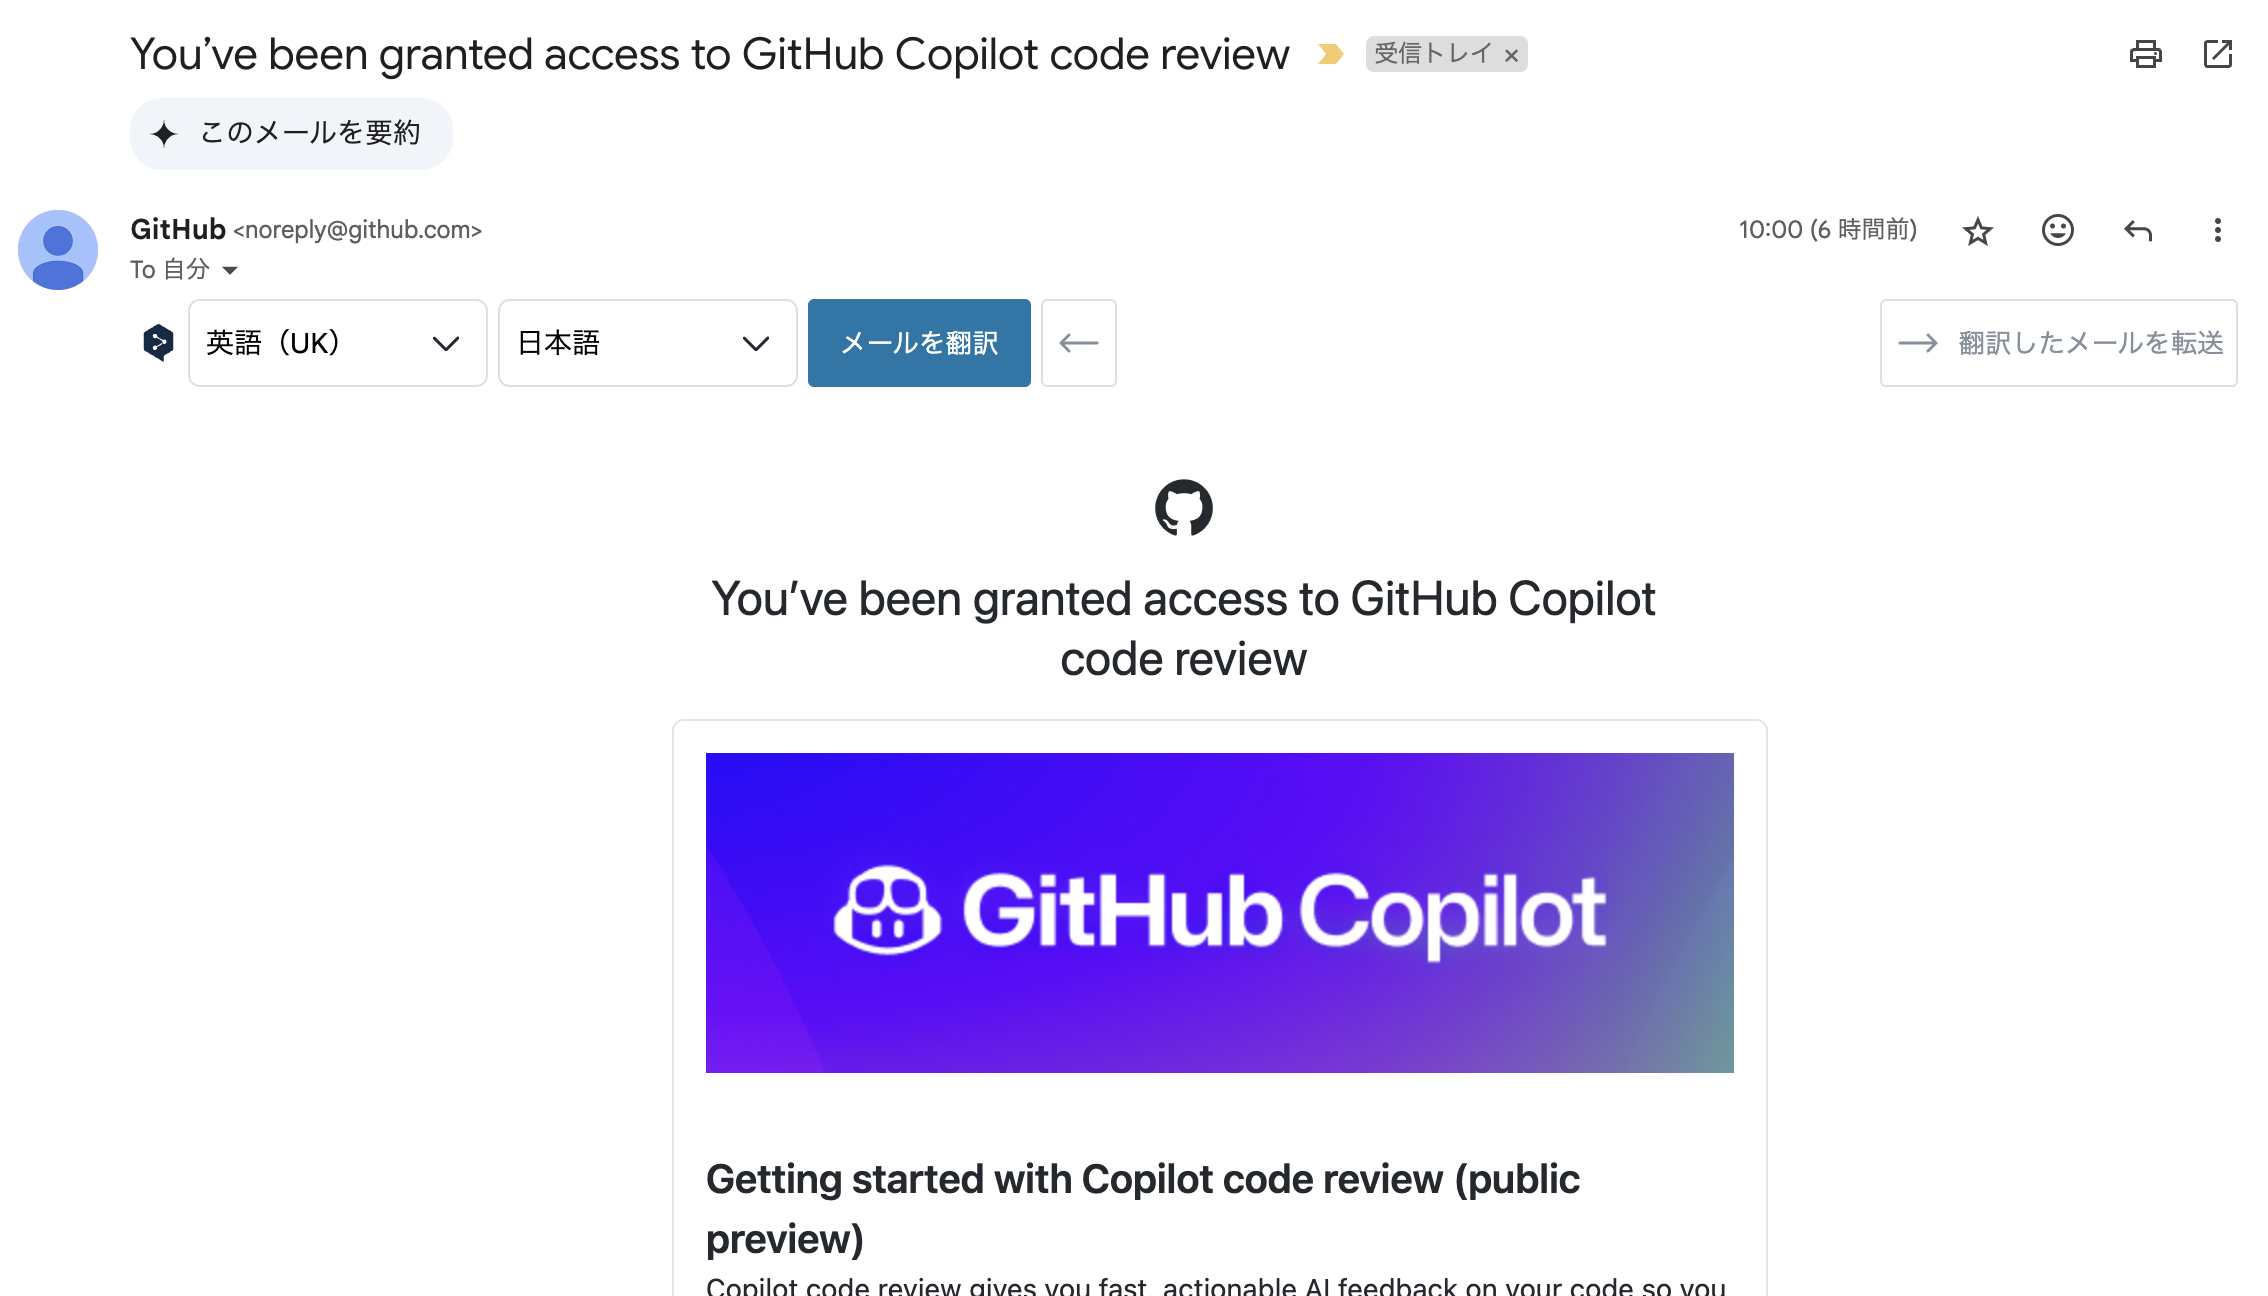 You’ve been granted access to GitHub Copilot code review
受信トレイ ×
このメールを要約
GitHub <noreply@github.com>
10:00 (6 時間前)
To 自分
英語（UK）
日本語
メールを翻訳
翻訳したメールを転送
You’ve been granted access to GitHub Copilot
code review
GitHub Copilot
Getting started with Copilot code review (public
preview)
Copilot code review gives you fast, actionable AI feedback on your code so you